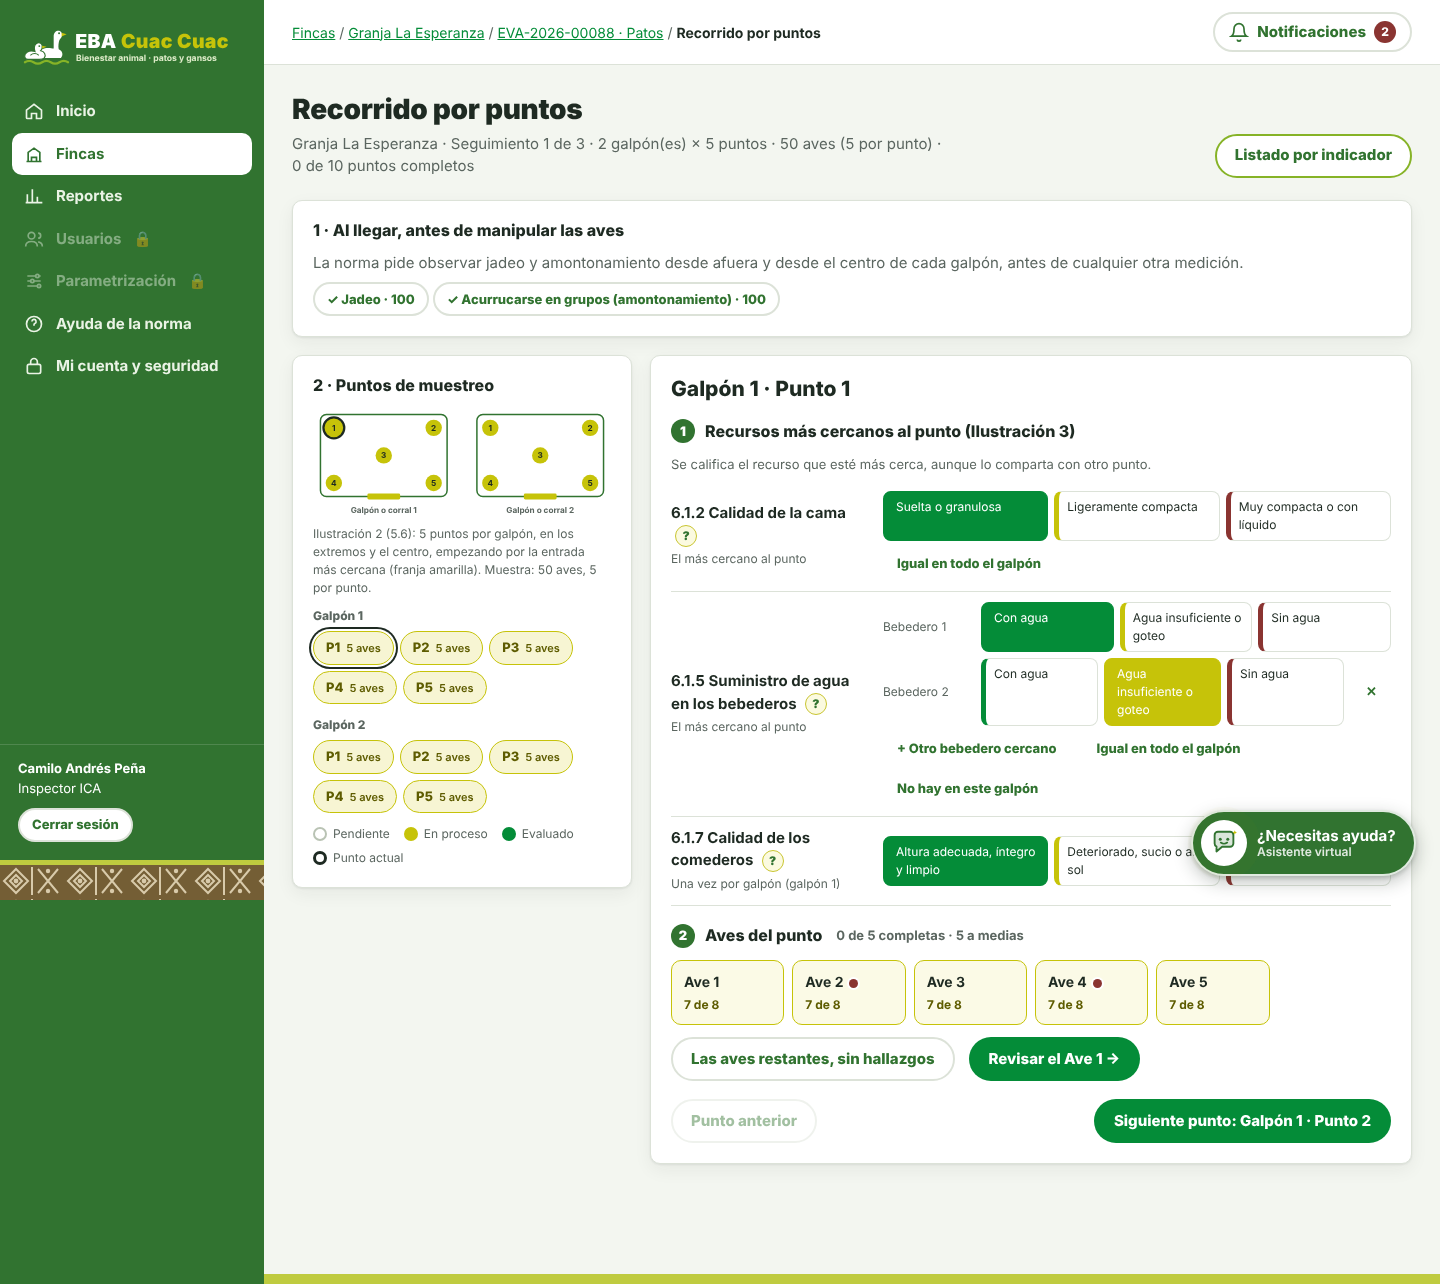 EBA Cuac Cuac
Bienestar animal · patos y gansos
Inicio
Fincas
Reportes
Usuarios
Parametrización
Ayuda de la norma
Mi cuenta y seguridad
Camilo Andrés Peña
Inspector ICA
Cerrar sesión
Fincas / Granja La Esperanza / EVA-2026-00088 · Patos / Recorrido por puntos
Notificaciones 2
Recorrido por puntos
Granja La Esperanza · Seguimiento 1 de 3 · 2 galpón(es) × 5 puntos · 50 aves (5 por punto) ·
0 de 10 puntos completos
Listado por indicador
1 · Al llegar, antes de manipular las aves
La norma pide observar jadeo y amontonamiento desde afuera y desde el centro de cada galpón, antes de cualquier otra medición.
✓ Jadeo · 100
✓ Acurrucarse en grupos (amontonamiento) · 100
2 · Puntos de muestreo
1 2 3 4 5
Galpón o corral 1
1 2 3 4 5
Galpón o corral 2
Ilustración 2 (5.6): 5 puntos por galpón, en los
extremos y el centro, empezando por la entrada
más cercana (franja amarilla). Muestra: 50 aves, 5
por punto.
Galpón 1
P1 5 aves P2 5 aves P3 5 aves
P4 5 aves P5 5 aves
Galpón 2
P1 5 aves P2 5 aves P3 5 aves
P4 5 aves P5 5 aves
Pendiente En proceso Evaluado
Punto actual
Galpón 1 · Punto 1
1 Recursos más cercanos al punto (Ilustración 3)
Se califica el recurso que esté más cerca, aunque lo comparta con otro punto.
6.1.2 Calidad de la cama
?
El más cercano al punto
Suelta o granulosa
Ligeramente compacta
Muy compacta o con
líquido
Igual en todo el galpón
6.1.5 Suministro de agua
en los bebederos ?
El más cercano al punto
Bebedero 1
Con agua
Agua insuficiente o
goteo
Sin agua
Bebedero 2
Con agua
Agua
insuficiente o
goteo
Sin agua
×
+ Otro bebedero cercano
Igual en todo el galpón
No hay en este galpón
6.1.7 Calidad de los
comederos ?
Una vez por galpón (galpón 1)
Altura adecuada, íntegro
y limpio
Deteriorado, sucio o a
sol
¿Necesitas ayuda?
Asistente virtual
2 Aves del punto 0 de 5 completas · 5 a medias
Ave 1
7 de 8
Ave 2
7 de 8
Ave 3
7 de 8
Ave 4
7 de 8
Ave 5
7 de 8
Las aves restantes, sin hallazgos
Revisar el Ave 1 →
Punto anterior
Siguiente punto: Galpón 1 · Punto 2